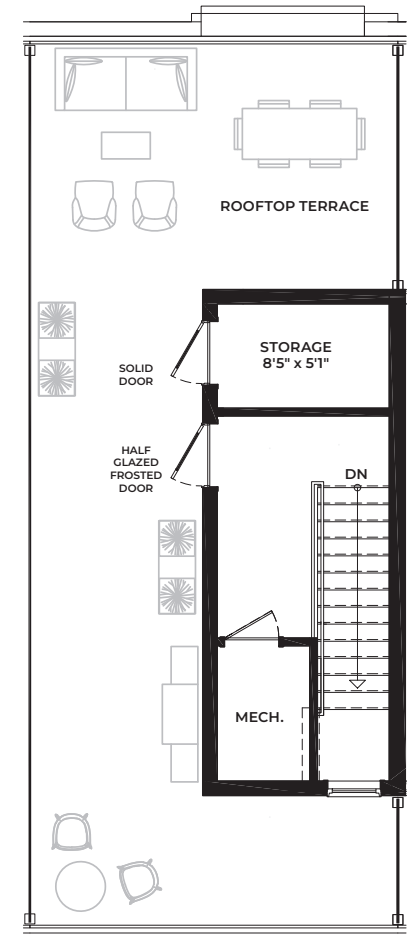 ROOFTOP TERRACE
STORAGE
8'5" x 5'1"
SOLID
DOOR
HALF
GLAZED
FROSTED
DOOR
DN
MECH.